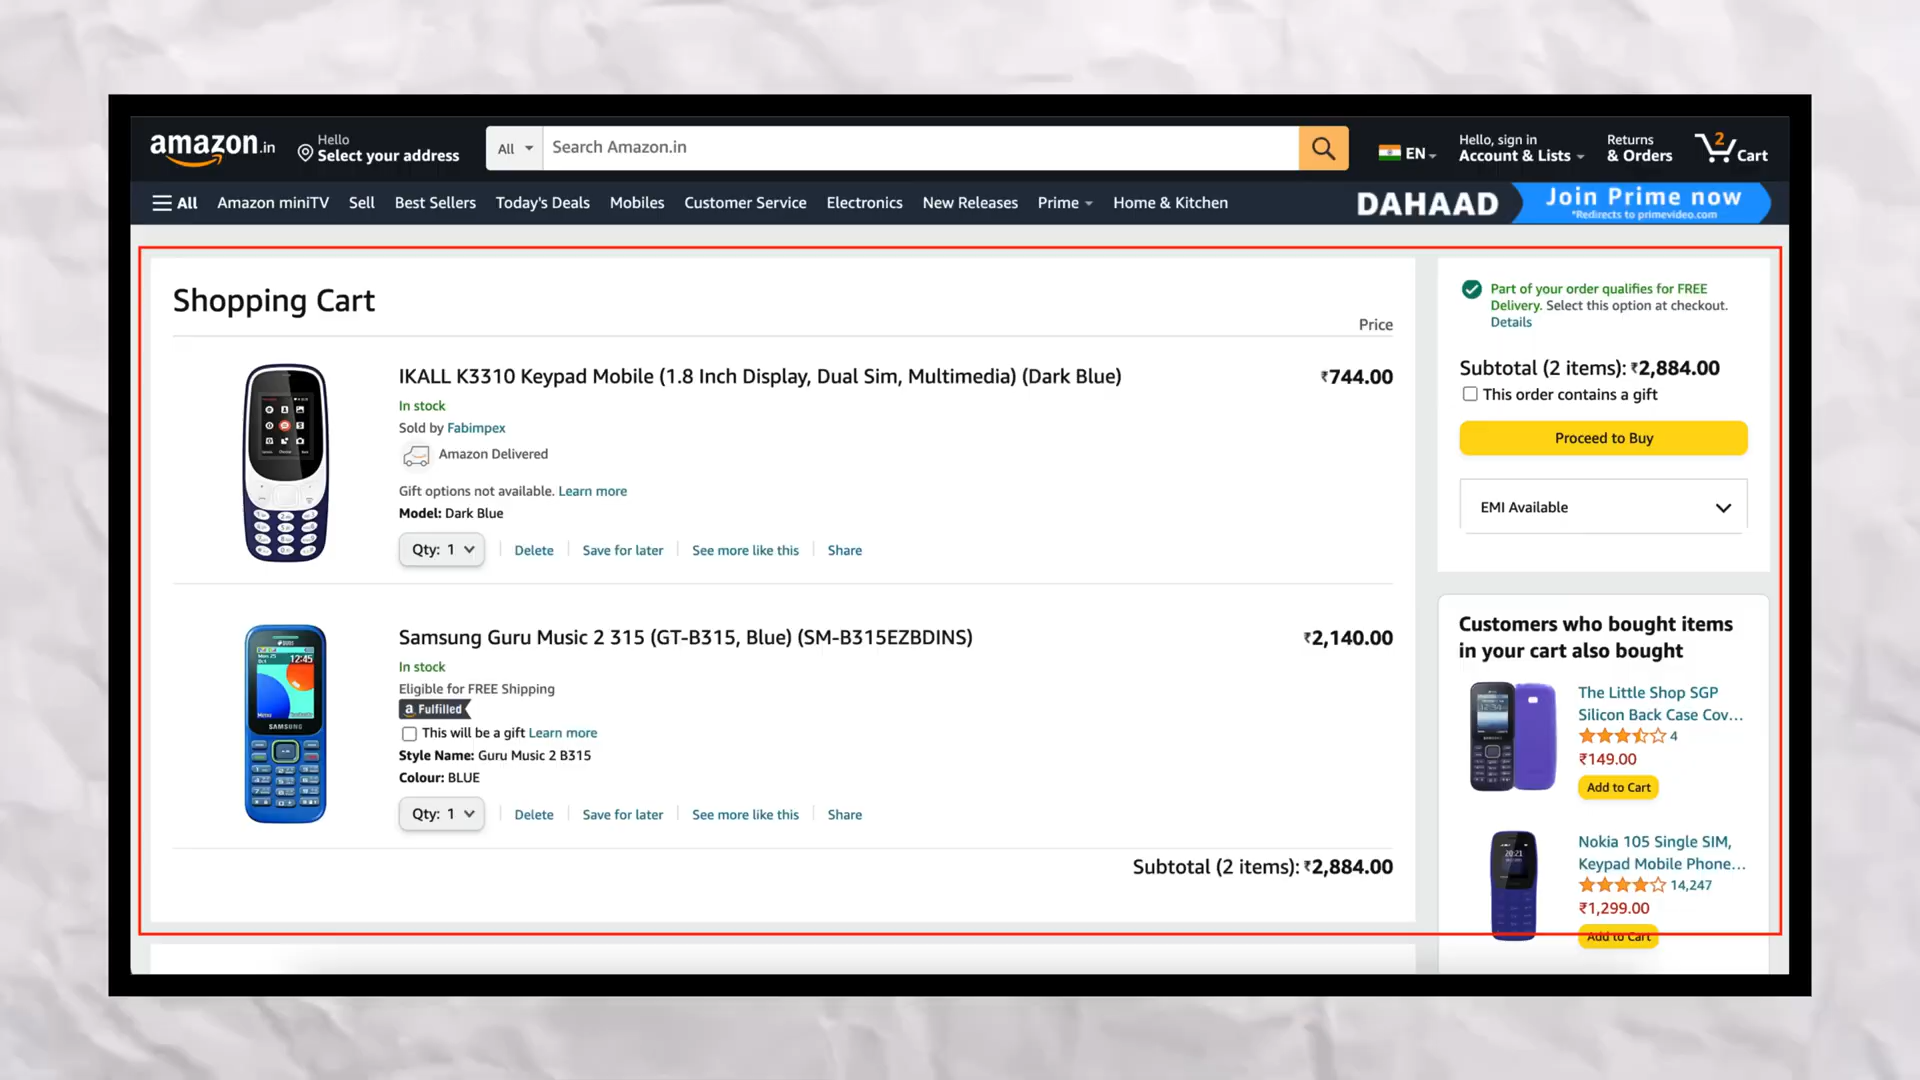 amazon.in
Hello
Select your address
All
Search Amazon.in
EN
Hello, sign in
Account & Lists
Returns
& Orders
2
Cart
All
Amazon miniTV
Sell
Best Sellers
Today's Deals
Mobiles
Customer Service
Electronics
New Releases
Prime
Home & Kitchen
DAHAAD
Join Prime now
*Redirects to primevideo.com
Shopping Cart
Price
IKALL K3310 Keypad Mobile (1.8 Inch Display, Dual Sim, Multimedia) (Dark Blue)
₹744.00
In stock
Sold by Fabimpex
Amazon Delivered
Gift options not available. Learn more
Model: Dark Blue
Qty: 1
Delete
Save for later
See more like this
Share
Samsung Guru Music 2 315 (GT-B315, Blue) (SM-B315EZBDINS)
₹2,140.00
In stock
Eligible for FREE Shipping
a Fulfilled
This will be a gift Learn more
Style Name: Guru Music 2 B315
Colour: BLUE
Qty: 1
Delete
Save for later
See more like this
Share
12:45
SAMSUNG
Subtotal (2 items): ₹2,884.00
Part of your order qualifies for FREE
Delivery. Select this option at checkout.
Details
Subtotal (2 items): ₹2,884.00
This order contains a gift
Proceed to Buy
EMI Available
Customers who bought items
in your cart also bought
The Little Shop SGP
Silicon Back Case Cov...
4
₹149.00
Add to Cart
Nokia 105 Single SIM,
Keypad Mobile Phone...
14,247
₹1,299.00
Add to Cart
20:21